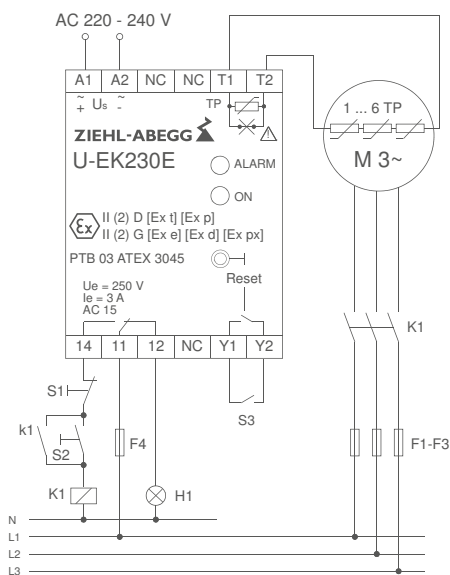 AC 220 - 240 V
A1 A2 NC NC T1 T2
~ Us ~
+ -
TP
1 ... 6 TP
ZIEHL-ABEGG
U-EK230E
M 3~
ALARM
ON
Ex
II (2) D [Ex t] [Ex p]
II (2) G [Ex e] [Ex d] [Ex px]
PTB 03 ATEX 3045
Reset
Ue = 250 V
Ie = 3 A
AC 15
K1
14 11 12 NC Y1 Y2
S1
S3
k1
S2
F4
F1-F3
K1
H1
N
L1
L2
L3